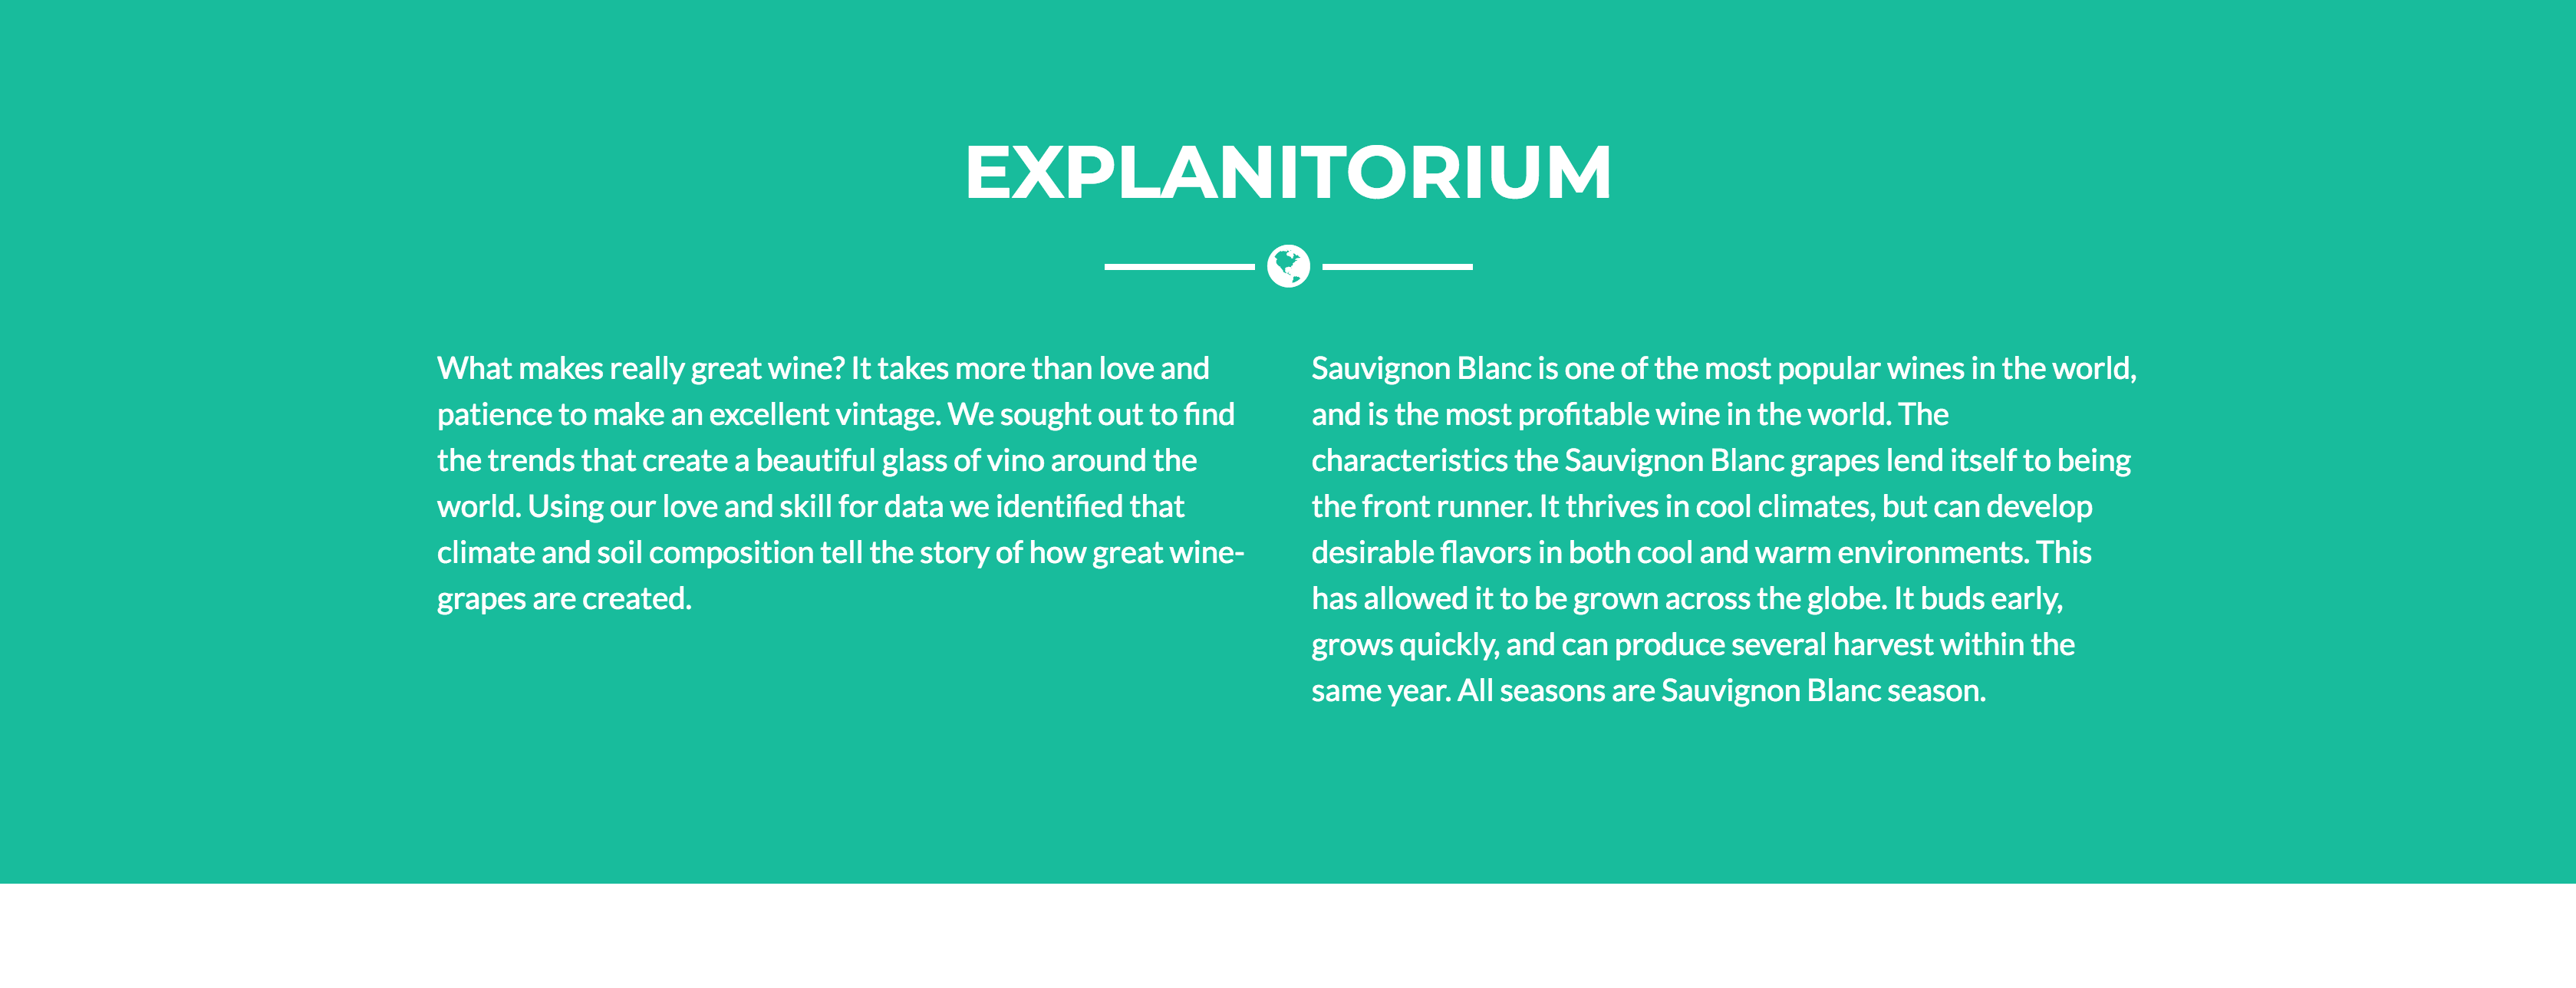 EXPLANITORIUM
What makes really great wine? It takes more than love and
patience to make an excellent vintage. We sought out to find
the trends that create a beautiful glass of vino around the
world. Using our love and skill for data we identified that
climate and soil composition tell the story of how great wine-
grapes are created.
Sauvignon Blanc is one of the most popular wines in the world,
and is the most profitable wine in the world. The
characteristics the Sauvignon Blanc grapes lend itself to being
the front runner. It thrives in cool climates, but can develop
desirable flavors in both cool and warm environments. This
has allowed it to be grown across the globe. It buds early,
grows quickly, and can produce several harvest within the
same year. All seasons are Sauvignon Blanc season.